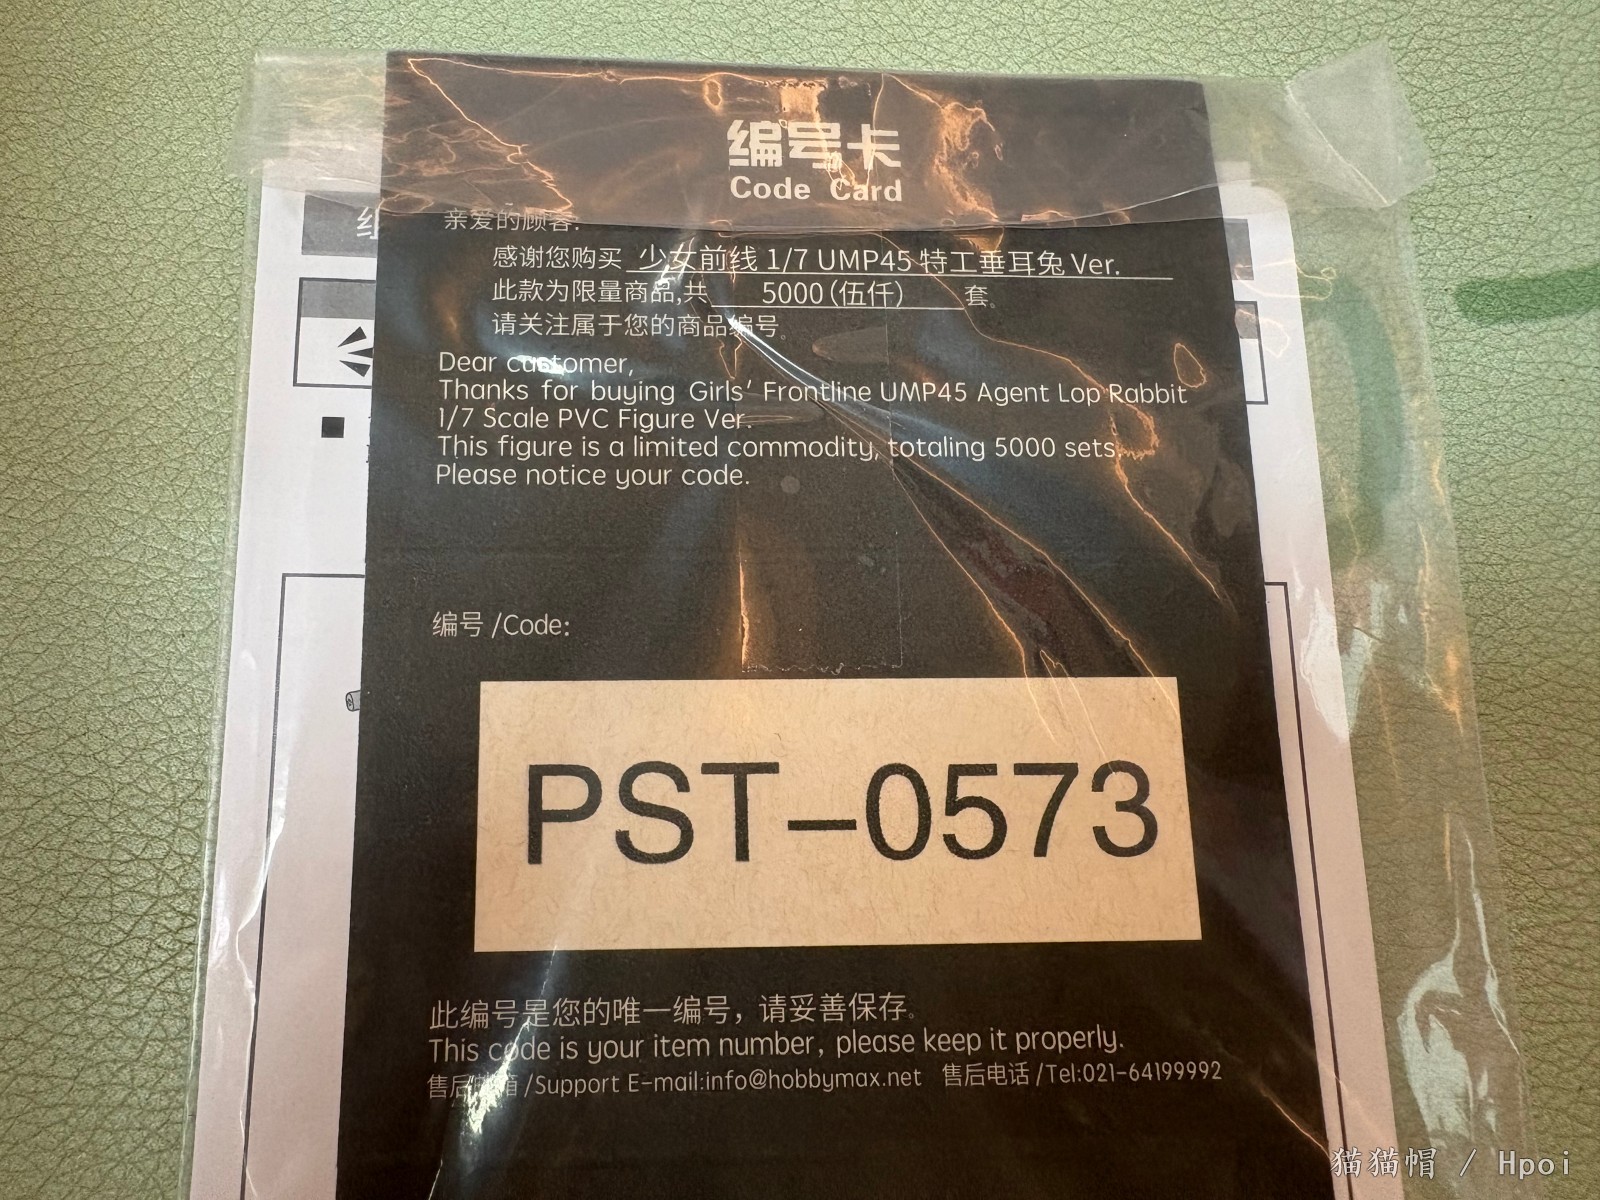 编号卡
Code Card
亲爱的顾客:
感谢您购买 少女前线 1/7 UMP45 特工垂耳兔 Ver.
此款为限量商品,共 5000(伍仟) 套。
请关注属于您的商品编号。
Dear customer,
Thanks for buying Girls' Frontline UMP45 Agent Lop Rabbit
1/7 Scale PVC Figure Ver.
This figure is a limited commodity, totaling 5000 sets.
Please notice your code.
编号 /Code:
PST-0573
此编号是您的唯一编号，请妥善保存。
This code is your item number, please keep it properly.
售后邮箱 /Support E-mail:info@hobbymax.net 售后电话 /Tel:021-64199992
猫猫帽 / Hpoi